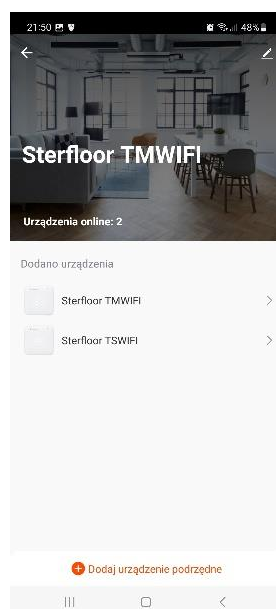 21:50
48%
Sterfloor TMWIFI
Urządzenia online: 2
Dodano urządzenia
Sterfloor TMWIFI
Sterfloor TSWIFI
Dodaj urządzenie podrzędne